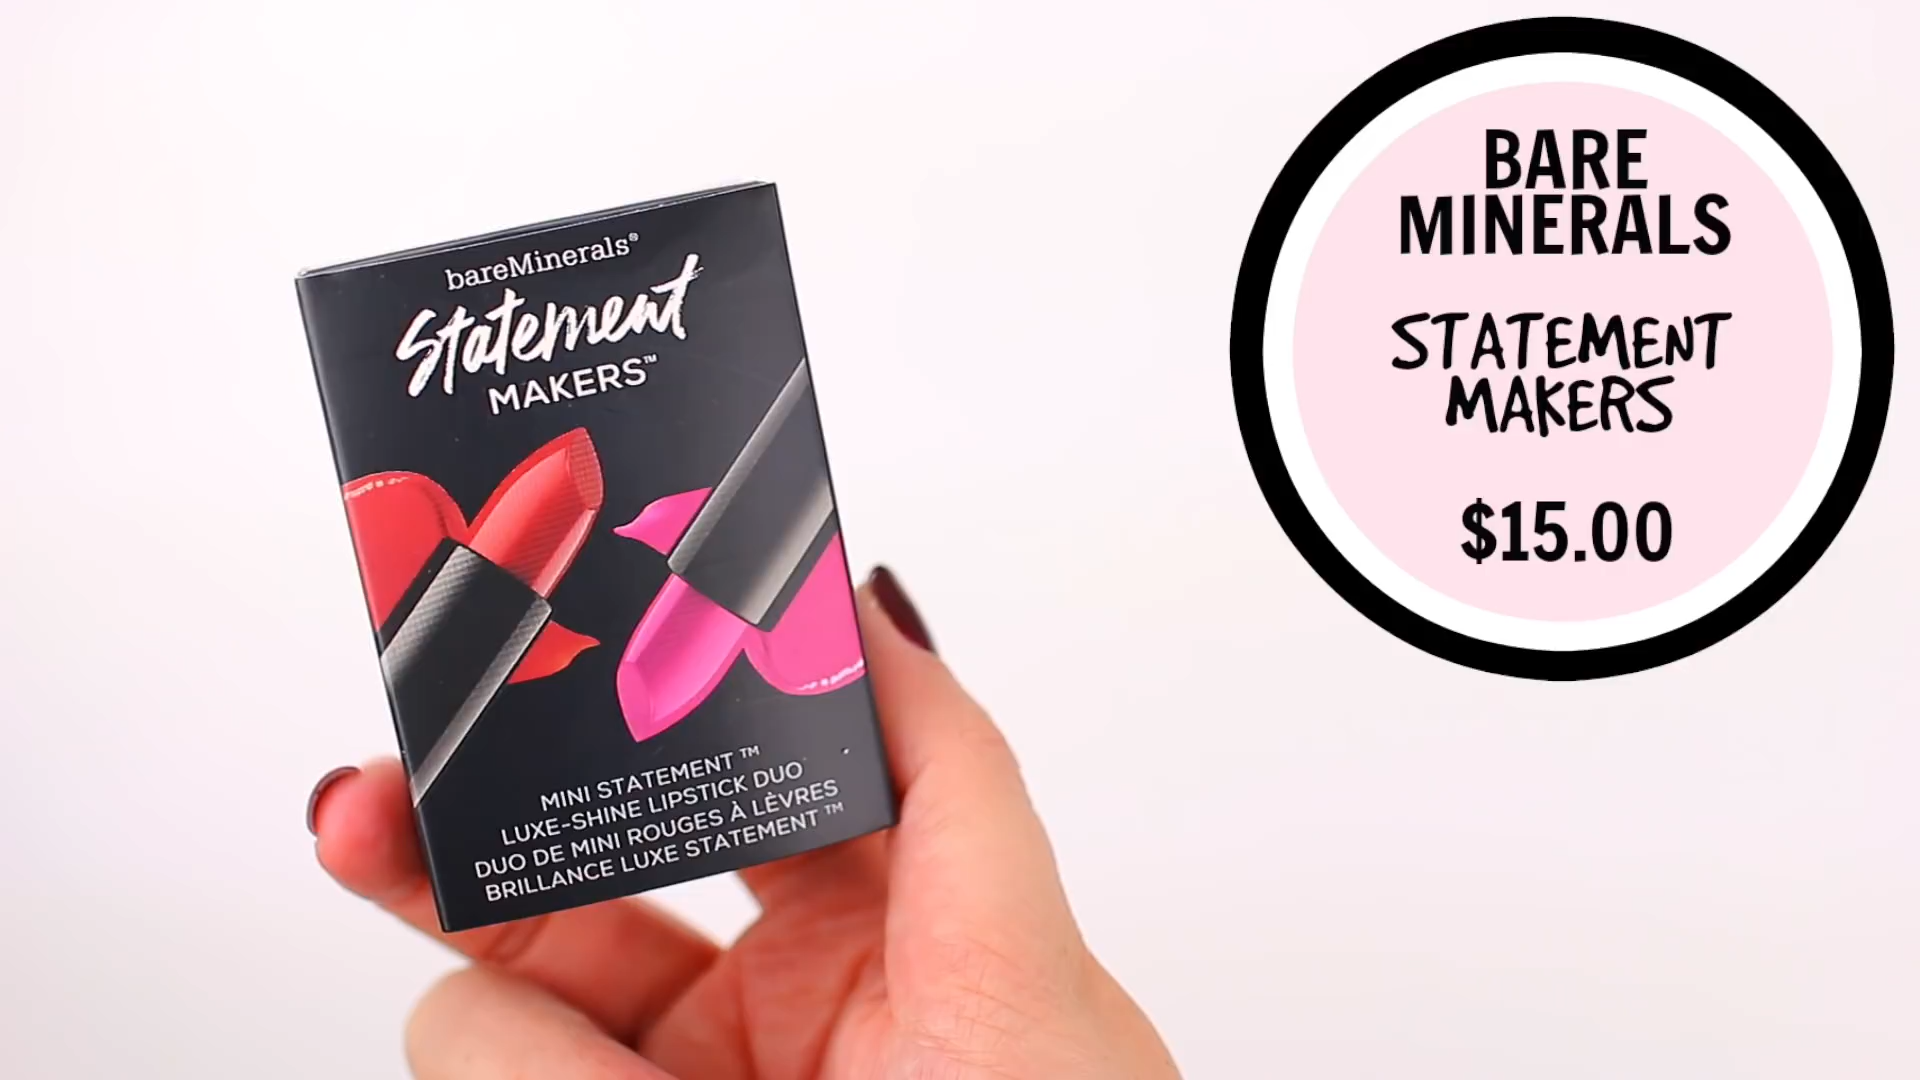 bareMinerals®
Statement
MAKERS™
MINI STATEMENT™
LUXE-SHINE LIPSTICK DUO
DUO DE MINI ROUGES À LÈVRES
BRILLANCE LUXE STATEMENT™
BARE
MINERALS
STATEMENT
MAKERS
$15.00